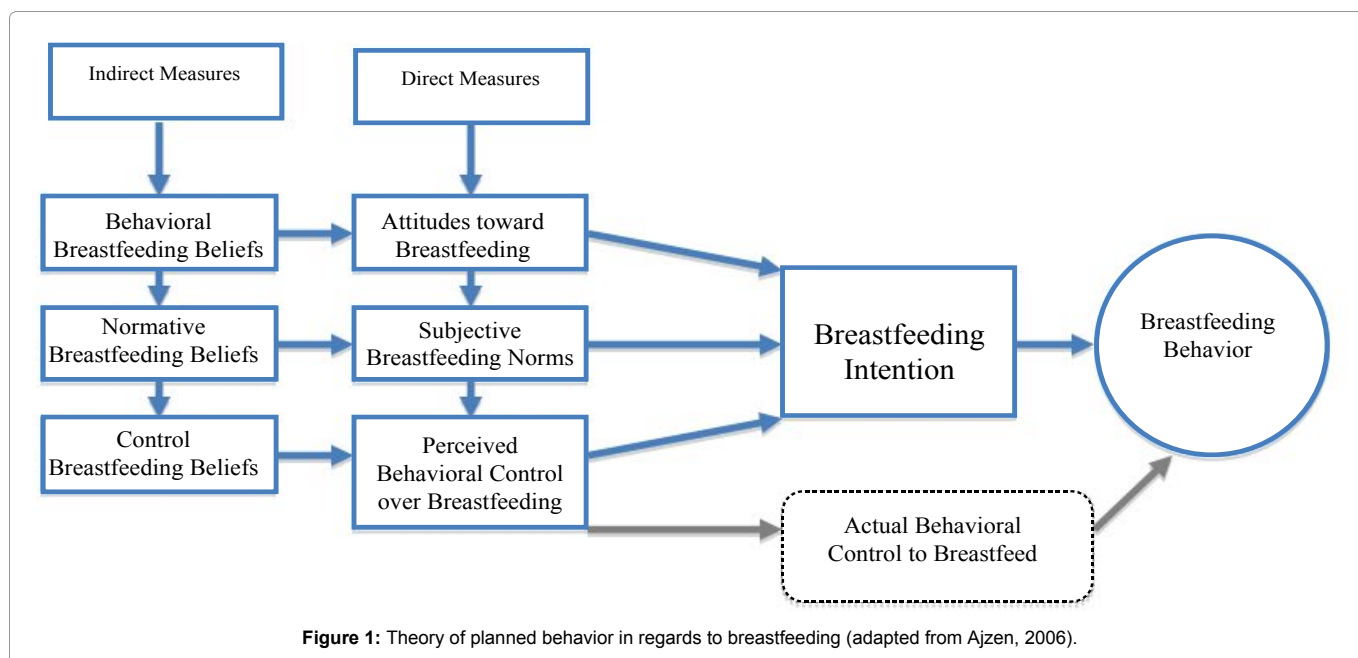 Indirect Measures
Direct Measures
Behavioral
Breastfeeding Beliefs
Attitudes toward
Breastfeeding
Normative
Breastfeeding Beliefs
Subjective
Breastfeeding Norms
Control
Breastfeeding Beliefs
Perceived
Behavioral Control
over Breastfeeding
Breastfeeding
Intention
Breastfeeding
Behavior
Actual Behavioral
Control to Breastfeed
Figure 1: Theory of planned behavior in regards to breastfeeding (adapted from Ajzen, 2006).